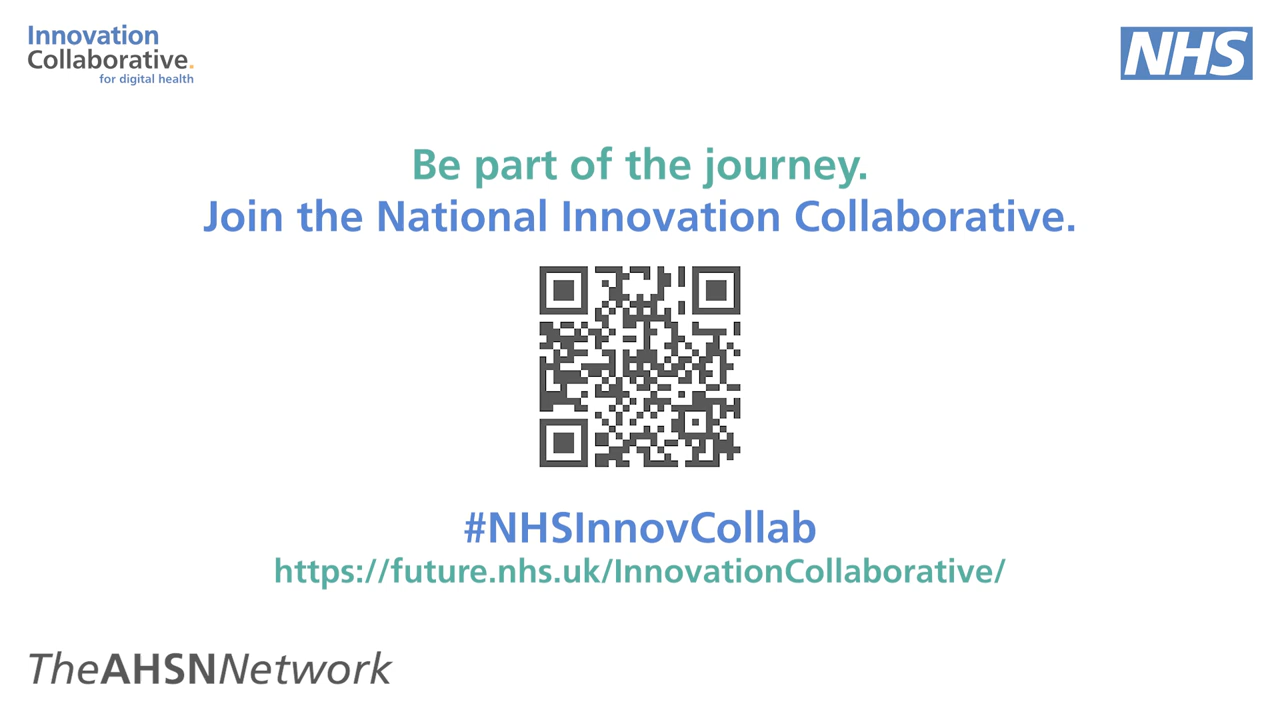 Innovation
Collaborative.
for digital health
NHS
Be part of the journey.
Join the National Innovation Collaborative.
#NHSInnovCollab
https://future.nhs.uk/InnovationCollaborative/
TheAHSNNetwork